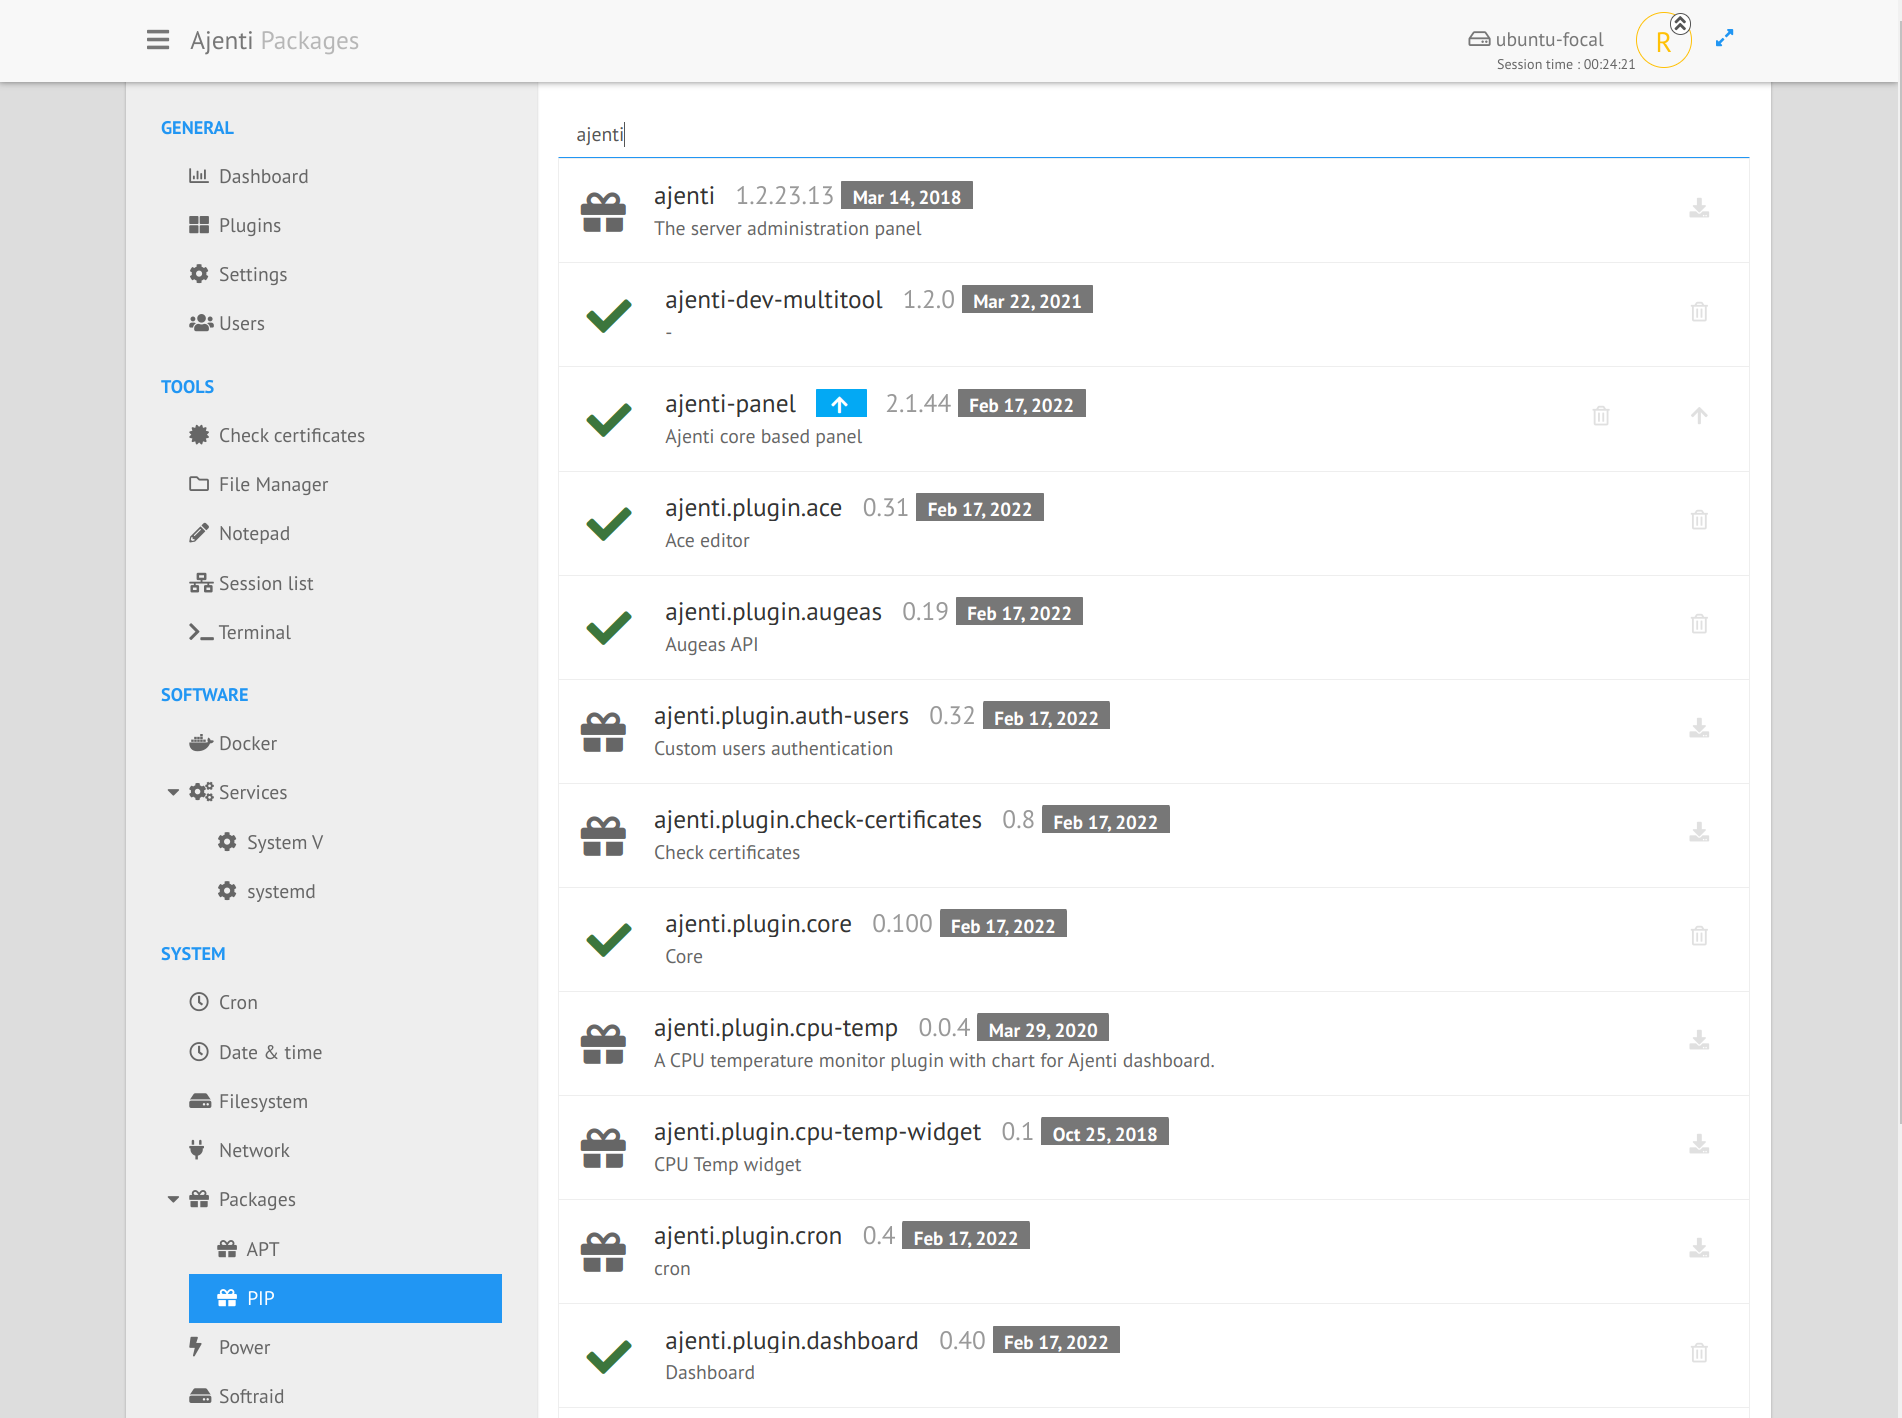 Ajenti Packages
ubuntu-focal
R
Session time : 00:24:21
GENERAL
Dashboard
Plugins
Settings
Users
TOOLS
Check certificates
File Manager
Notepad
Session list
Terminal
SOFTWARE
Docker
Services
System V
systemd
SYSTEM
Cron
Date & time
Filesystem
Network
Packages
APT
PIP
Power
Softraid
ajenti
ajenti 1.2.23.13 Mar 14, 2018
The server administration panel
ajenti-dev-multitool 1.2.0 Mar 22, 2021
-
ajenti-panel 2.1.44 Feb 17, 2022
Ajenti core based panel
ajenti.plugin.ace 0.31 Feb 17, 2022
Ace editor
ajenti.plugin.augeas 0.19 Feb 17, 2022
Augeas API
ajenti.plugin.auth-users 0.32 Feb 17, 2022
Custom users authentication
ajenti.plugin.check-certificates 0.8 Feb 17, 2022
Check certificates
ajenti.plugin.core 0.100 Feb 17, 2022
Core
ajenti.plugin.cpu-temp 0.0.4 Mar 29, 2020
A CPU temperature monitor plugin with chart for Ajenti dashboard.
ajenti.plugin.cpu-temp-widget 0.1 Oct 25, 2018
CPU Temp widget
ajenti.plugin.cron 0.4 Feb 17, 2022
cron
ajenti.plugin.dashboard 0.40 Feb 17, 2022
Dashboard